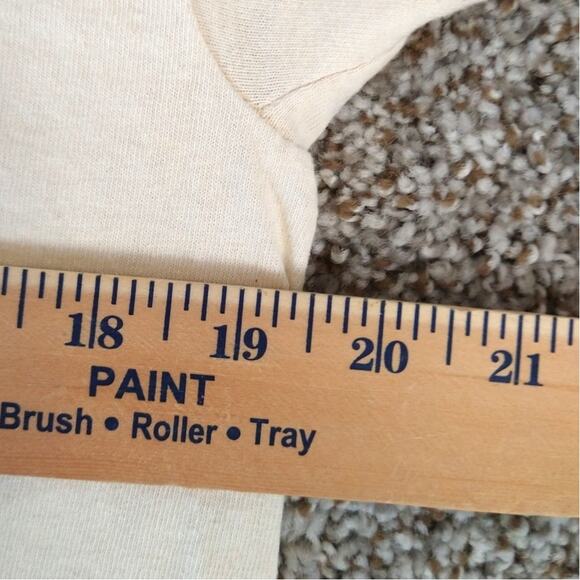 18 19 20 21
PAINT
Brush • Roller • Tray